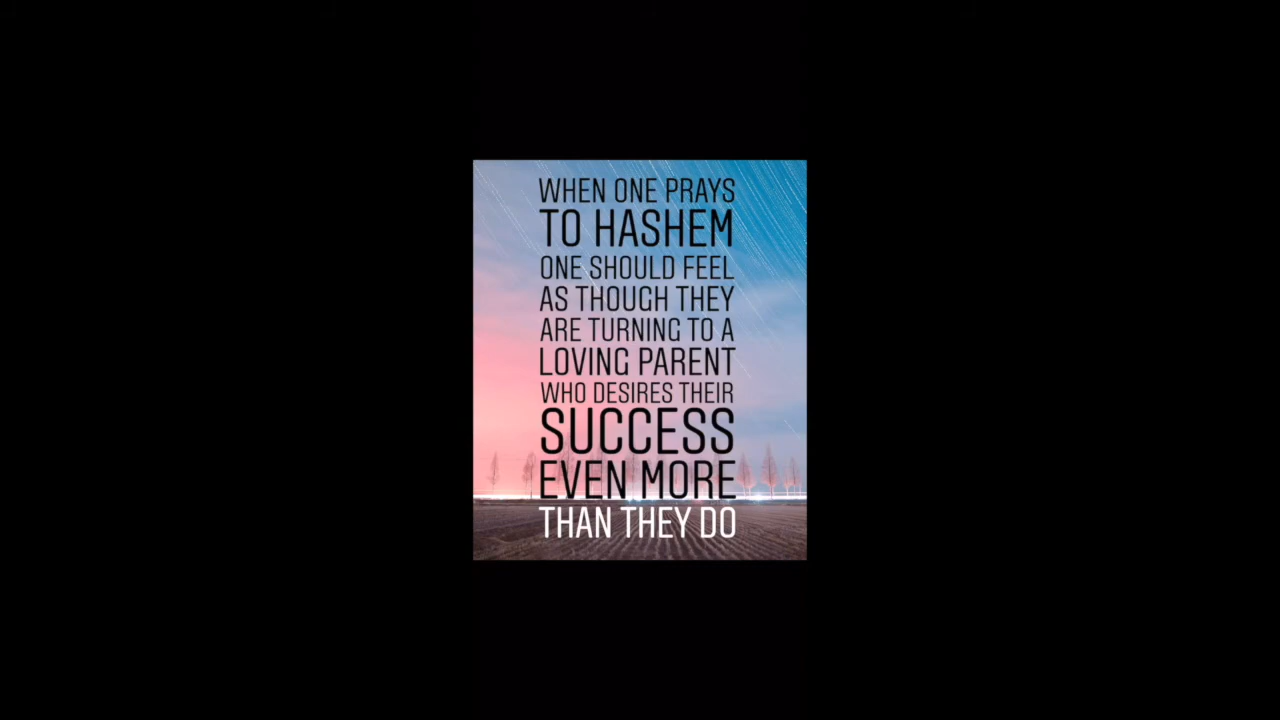 WHEN ONE PRAYS
TO HASHEM
ONE SHOULD FEEL
AS THOUGH THEY
ARE TURNING TO A
LOVING PARENT
WHO DESIRES THEIR
SUCCESS
EVEN MORE
THAN THEY DO